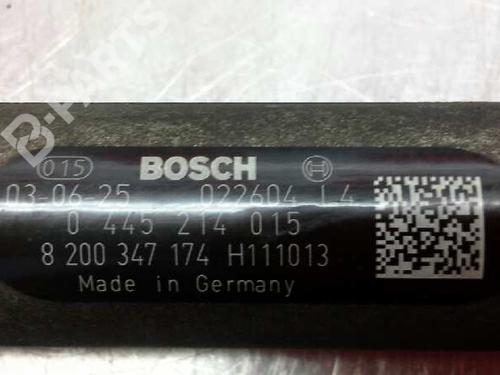 B-PARTS
015 BOSCH
03-06-25 022604 L4
0 445 214 015
8 200 347 174 H111013
Made in Germany